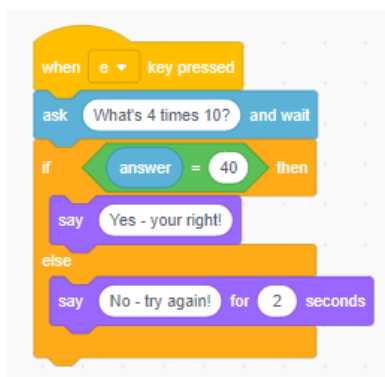 when e key pressed
ask What's 4 times 10? and wait
if answer = 40 then
say Yes - your right!
else
say No - try again! for 2 seconds